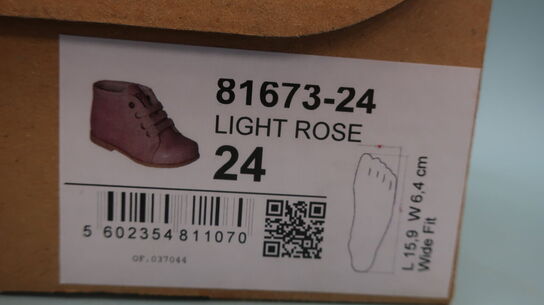 81673-24
LIGHT ROSE
24
5 602354 811070
OF.037044
L 15,9 W 6,4 cm
Wide Fit